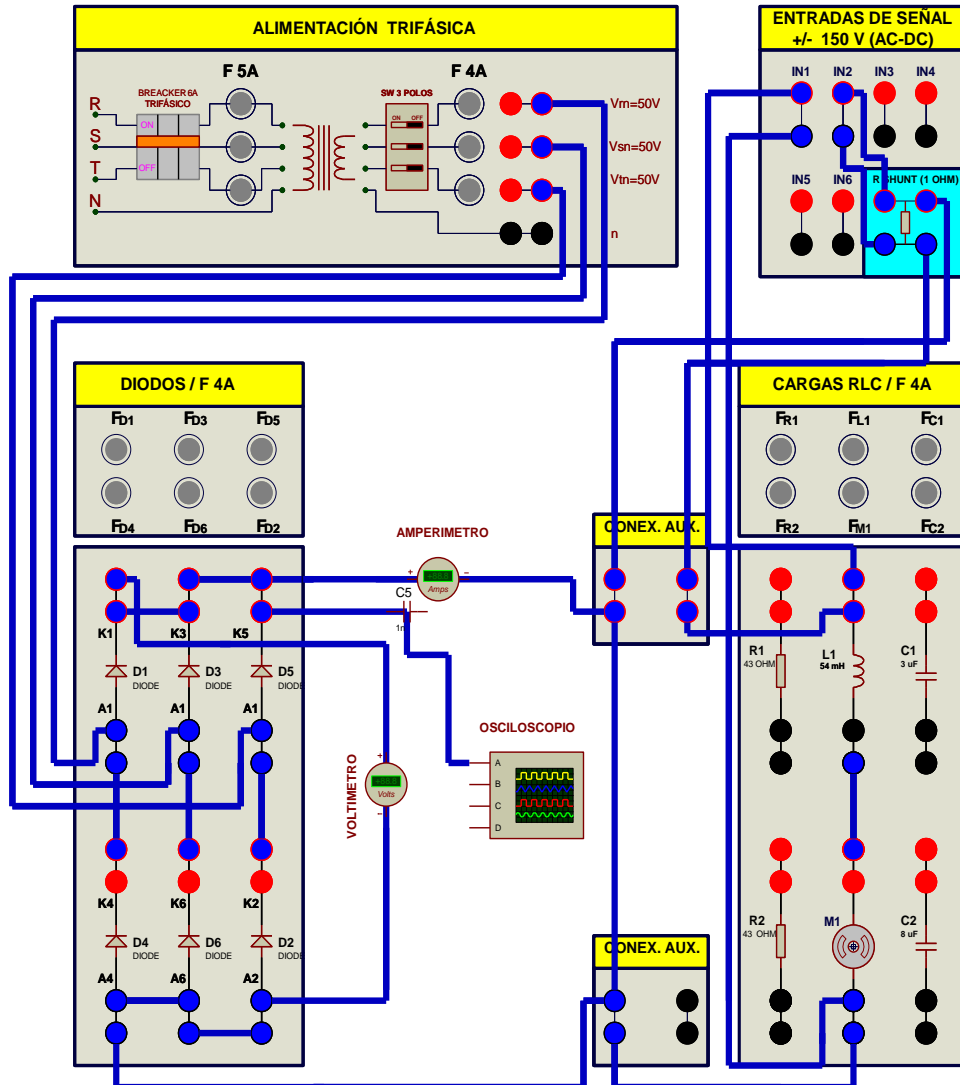 ALIMENTACIÓN TRIFÁSICA
F 5A
F 4A
BREACKER 6A
TRIFÁSICO
SW 3 POLOS
R
S
T
N
ON
OFF
ON OFF
Vrn=50V
Vsn=50V
Vtn=50V
n
ENTRADAS DE SEÑAL
+/- 150 V (AC-DC)
IN1 IN2 IN3 IN4
IN5 IN6
R SHUNT (1 OHM)
DIODOS / F 4A
FD1 FD3 FD5
FD4 FD6 FD2
CARGAS RLC / F 4A
FR1 FL1 FC1
FR2 FM1 FC2
AMPERIMETRO
+ -
Amps
CONEX. AUX.
C5
K1 K3 K5
D1 D3 D5
DIODE DIODE DIODE
A1 A1 A1
VOLTIMETRO
+
Volts
-
OSCILOSCOPIO
A
B
C
D
R1
43 OHM
L1
54 mH
C1
3 uF
K4 K6 K2
D4 D6 D2
DIODE DIODE DIODE
A4 A6 A2
CONEX. AUX.
R2
43 OHM
M1
C2
8 uF